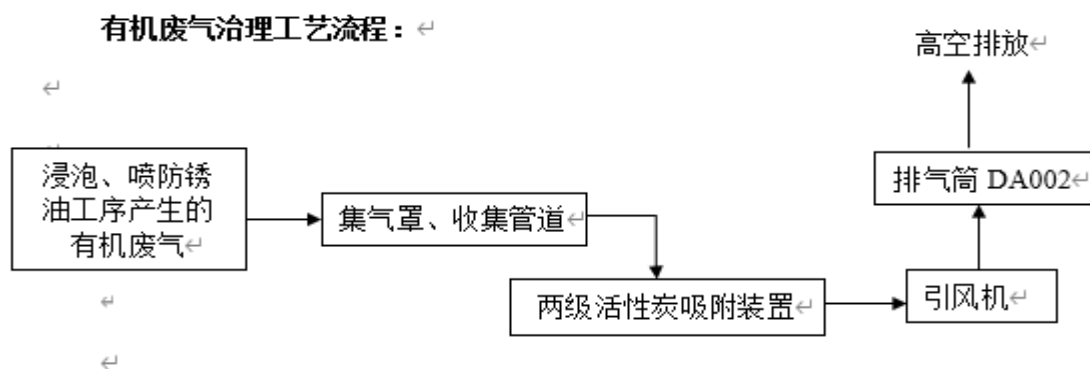 有机废气治理工艺流程：
高空排放
浸泡、喷防锈
油工序产生的
有机废气
集气罩、收集管道
两级活性炭吸附装置
引风机
排气筒 DA002